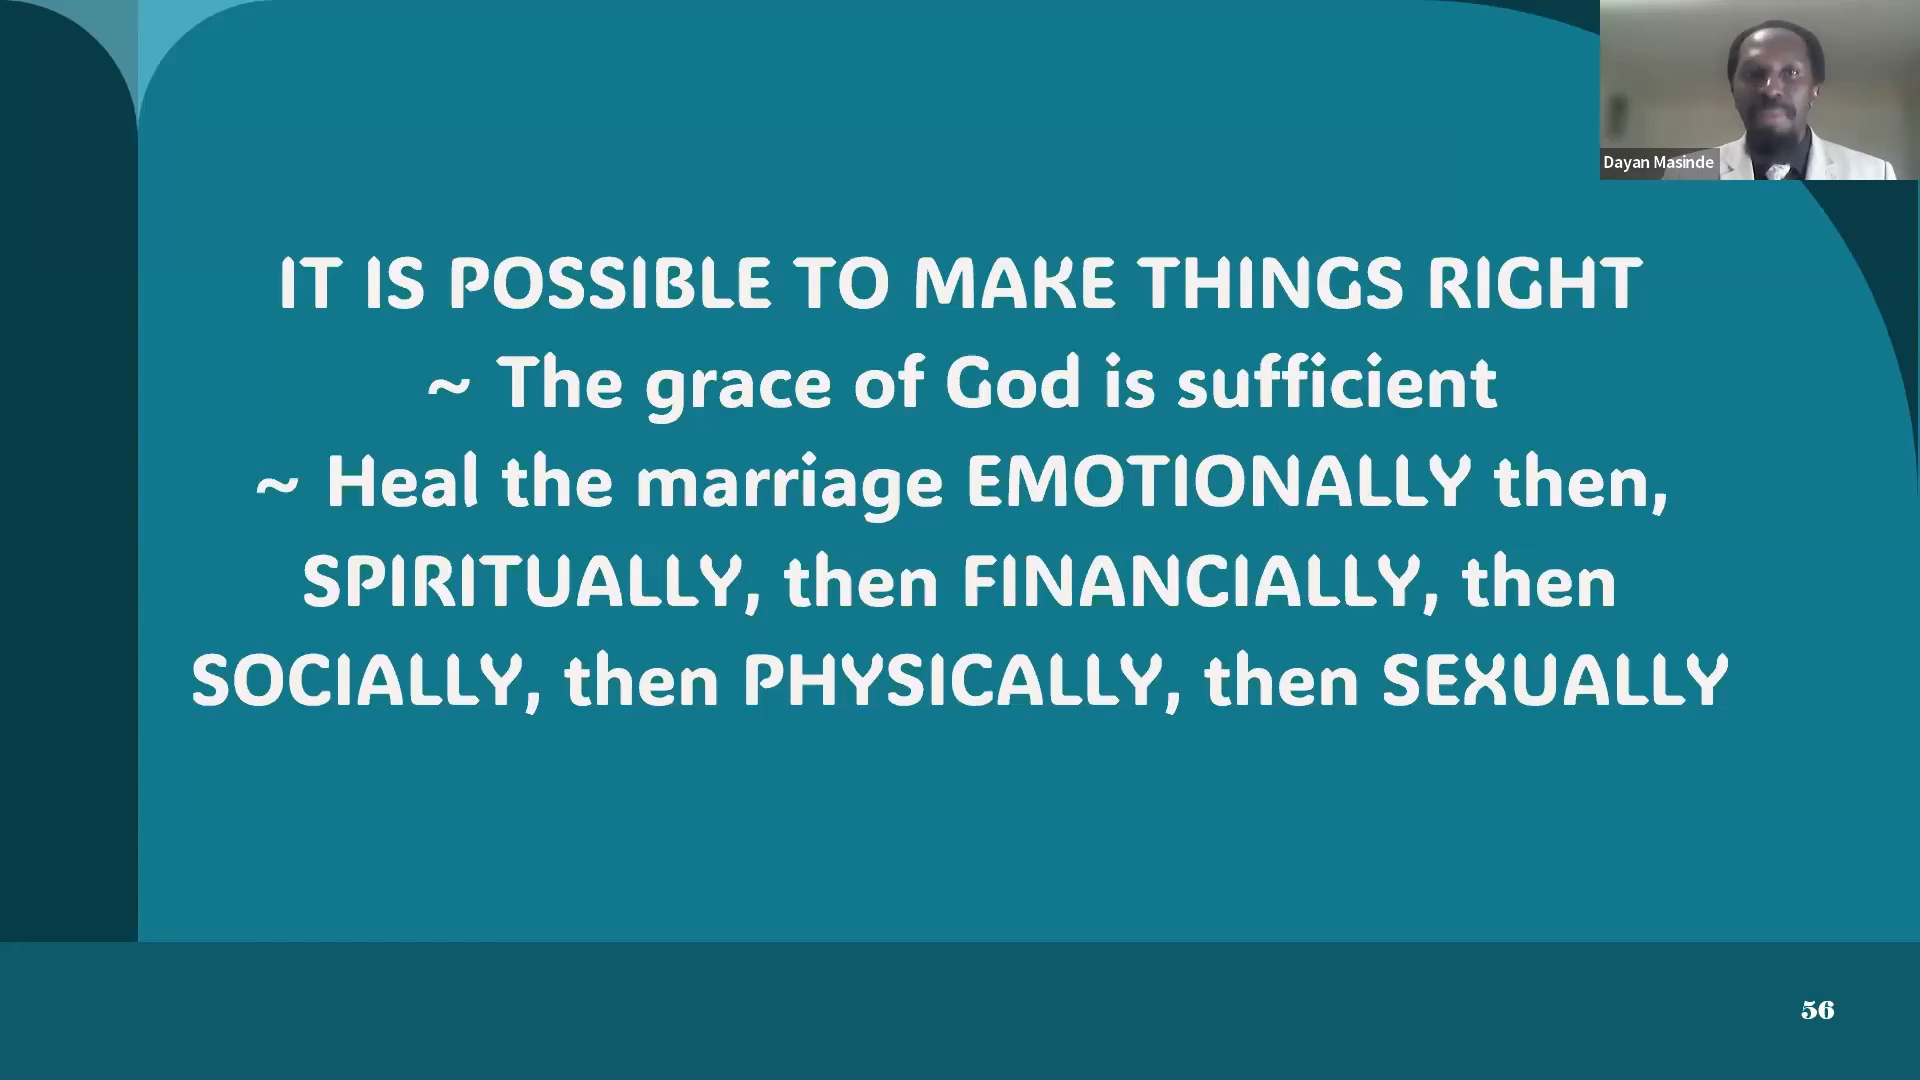 Dayan Masinde
IT IS POSSIBLE TO MAKE THINGS RIGHT
~ The grace of God is sufficient
~ Heal the marriage EMOTIONALLY then,
SPIRITUALLY, then FINANCIALLY, then
SOCIALLY, then PHYSICALLY, then SEXUALLY
56